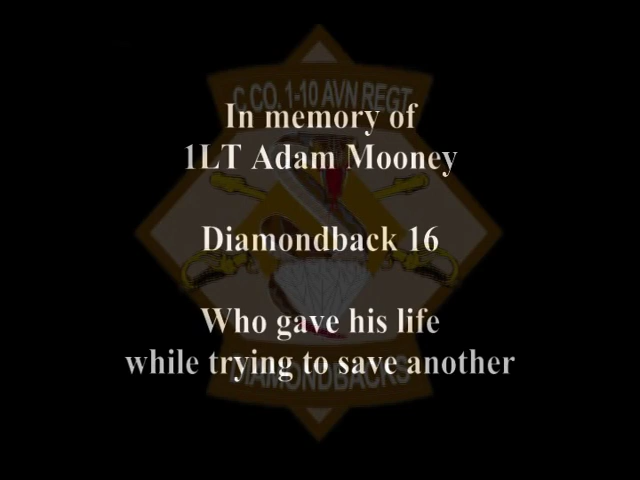 C CO. 1-10 AVN REGT
In memory of
1LT Adam Mooney
Diamondback 16
Who gave his life
while trying to save another
DIAMONDBACKS